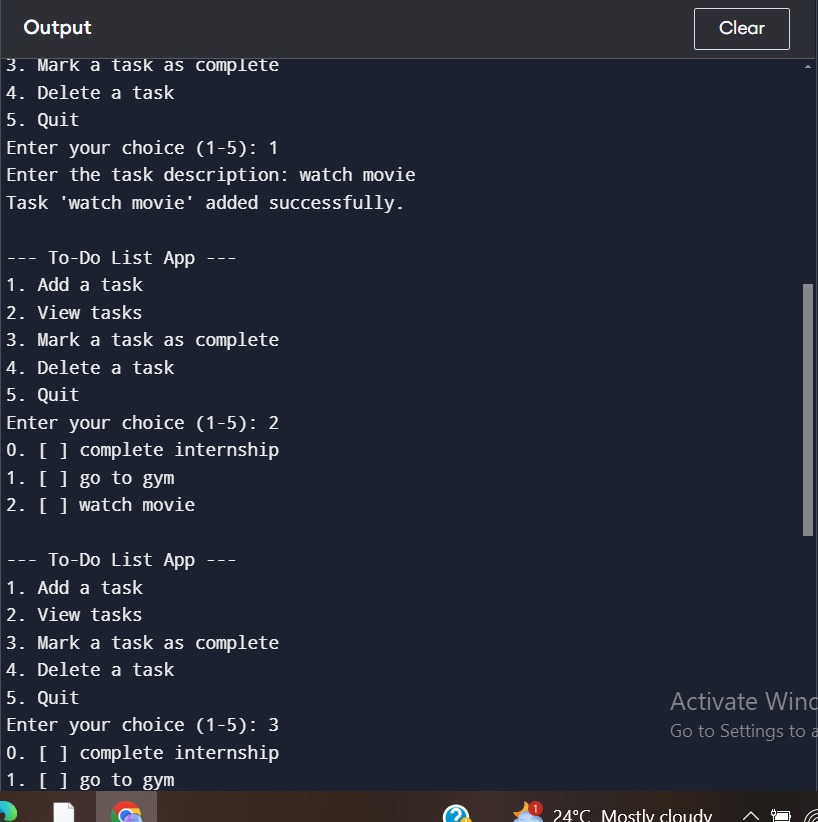 Output
Clear
3. Mark a task as complete
4. Delete a task
5. Quit
Enter your choice (1-5): 1
Enter the task description: watch movie
Task 'watch movie' added successfully.
--- To-Do List App ---
1. Add a task
2. View tasks
3. Mark a task as complete
4. Delete a task
5. Quit
Enter your choice (1-5): 2
0. [ ] complete internship
1. [ ] go to gym
2. [ ] watch movie
--- To-Do List App ---
1. Add a task
2. View tasks
3. Mark a task as complete
4. Delete a task
5. Quit
Enter your choice (1-5): 3
0. [ ] complete internship
1. [ ] go to gym
Activate Wind
Go to Settings to a
1
24°C Mostly cloudy